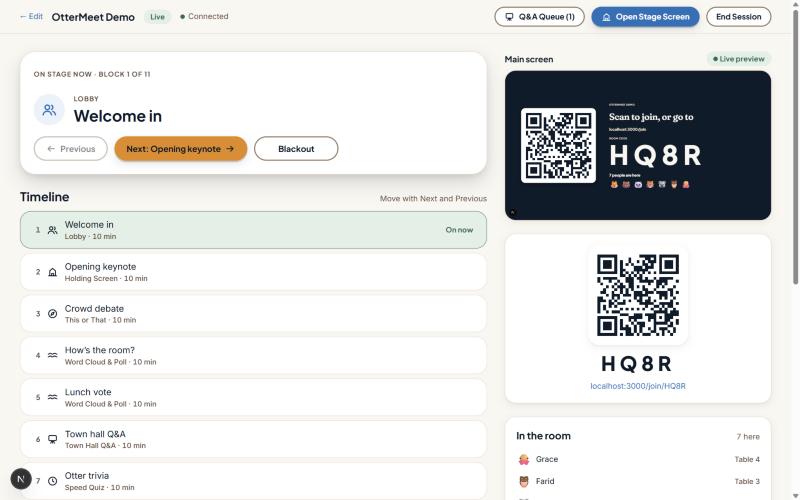 ← Edit
OtterMeet Demo
Live
Connected
Q&A Queue (1)
Open Stage Screen
End Session
ON STAGE NOW · BLOCK 1 OF 11
LOBBY
Welcome in
← Previous
Next: Opening keynote →
Blackout
Timeline
Move with Next and Previous
1
Welcome in
Lobby · 10 min
On now
2
Opening keynote
Holding Screen · 10 min
3
Crowd debate
This or That · 10 min
4
How's the room?
Word Cloud & Poll · 10 min
5
Lunch vote
Word Cloud & Poll · 10 min
6
Town hall Q&A
Town Hall Q&A · 10 min
7
Otter trivia
Speed Quiz · 10 min
N
Main screen
Live preview
OTTERMEET DEMO
Scan to join, or go to
localhost:3000/join
ROOM CODE
HQ8R
7 people are here
HQ8R
localhost:3000/join/HQ8R
In the room
7 here
Grace
Table 4
Farid
Table 3